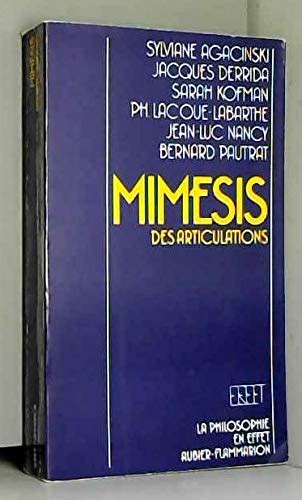 SYLVIANE AGACINSKI
JACQUES DERRIDA
SARAH KOFMAN
PH. LACOUE-LABARTHE
JEAN-LUC NANCY
BERNARD PAUTRAT
MIMESIS
DES ARTICULATIONS
EFFET
LA PHILOSOPHIE
EN EFFET
AUBIER-FLAMMARION
MIMESIS